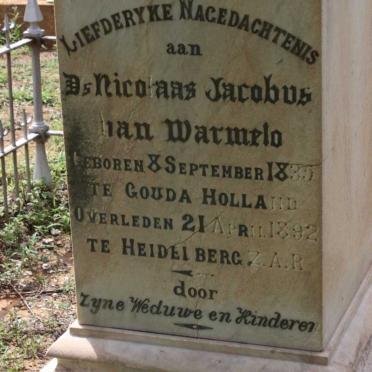 Liefderyke Nagedachtenis
aan
Ds Nicolaas Jacobus
van Warmelo
Geboren 8 September 1835
te Gouda Holland
Overleden 21 April 1892
te Heidelberg Z.A.R.
door
Zyne Weduwe en Kinderen